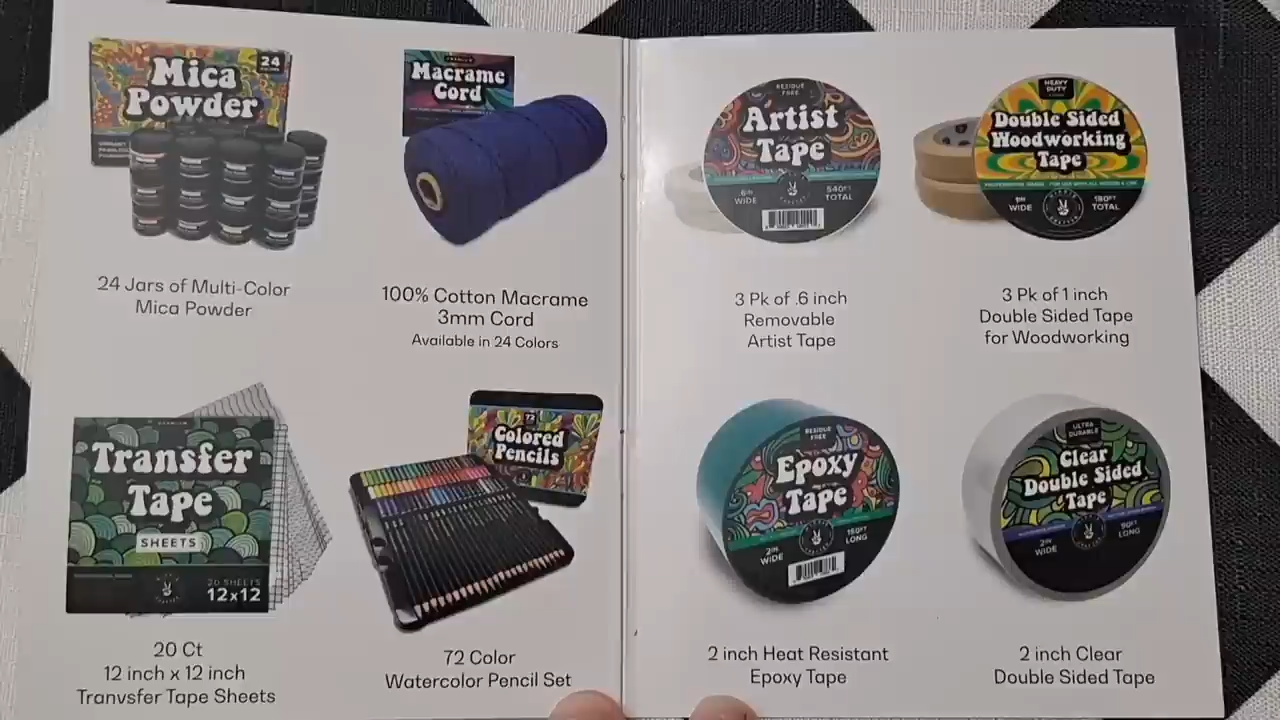 Mica
Powder
24
24 Jars of Multi-Color
Mica Powder
Macrame
Cord
100% Cotton Macrame
3mm Cord
Available in 24 Colors
RESIDUE
FREE
Artist
Tape
6IN
WIDE
540FT
TOTAL
3 Pk of .6 inch
Removable
Artist Tape
HEAVY
DUTY
Double Sided
Woodworking
Tape
1IN
WIDE
180FT
TOTAL
3 Pk of 1 inch
Double Sided Tape
for Woodworking
Transfer
Tape
SHEETS
20 SHEETS
12x12
20 Ct
12 inch x 12 inch
Tranvsfer Tape Sheets
72
Colored
Pencils
72 Color
Watercolor Pencil Set
RESIDUE
FREE
Epoxy
Tape
2IN
WIDE
150FT
LONG
2 inch Heat Resistant
Epoxy Tape
ULTRA
DURABLE
Clear
Double Sided
Tape
2IN
WIDE
90FT
LONG
2 inch Clear
Double Sided Tape